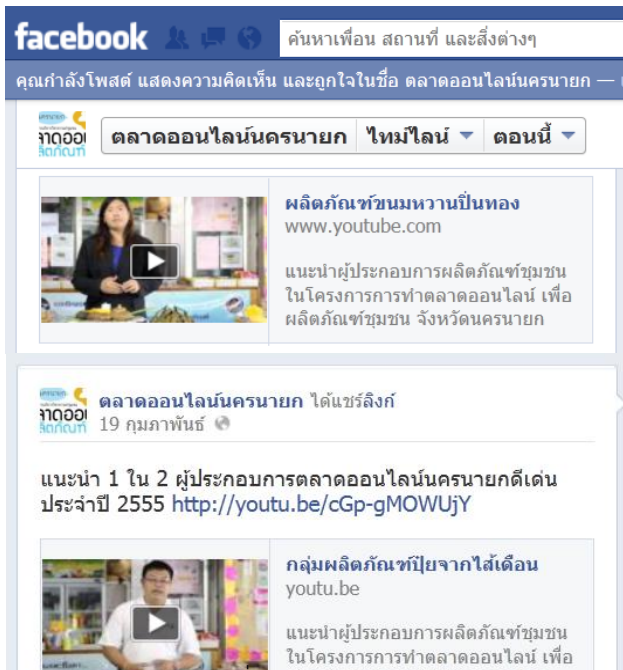 facebook
ค้นหาเพื่อน สถานที่ และสิ่งต่างๆ
คุณกำลังโพสต์ แสดงความคิดเห็น และถูกใจในชื่อ ตลาดออนไลน์นครนายก —
ตลาดออนไลน์นครนายก ไทม์ไลน์ ตอนนี้
ผลิตภัณฑ์ขนมหวานปิ่นทอง
www.youtube.com
แนะนำผู้ประกอบการผลิตภัณฑ์ชุมชน
ในโครงการการทำตลาดออนไลน์ เพื่อ
ผลิตภัณฑ์ชุมชน จังหวัดนครนายก
ตลาดออนไลน์นครนายก ได้แชร์ลิงก์
19 กุมภาพันธ์
แนะนำ 1 ใน 2 ผู้ประกอบการตลาดออนไลน์นครนายกดีเด่น
ประจำปี 2555 http://youtu.be/cGp-gMOWUjY
กลุ่มผลิตภัณฑ์ปุ๋ยจากไส้เดือน
youtu.be
แนะนำผู้ประกอบการผลิตภัณฑ์ชุมชน
ในโครงการการทำตลาดออนไลน์ เพื่อ